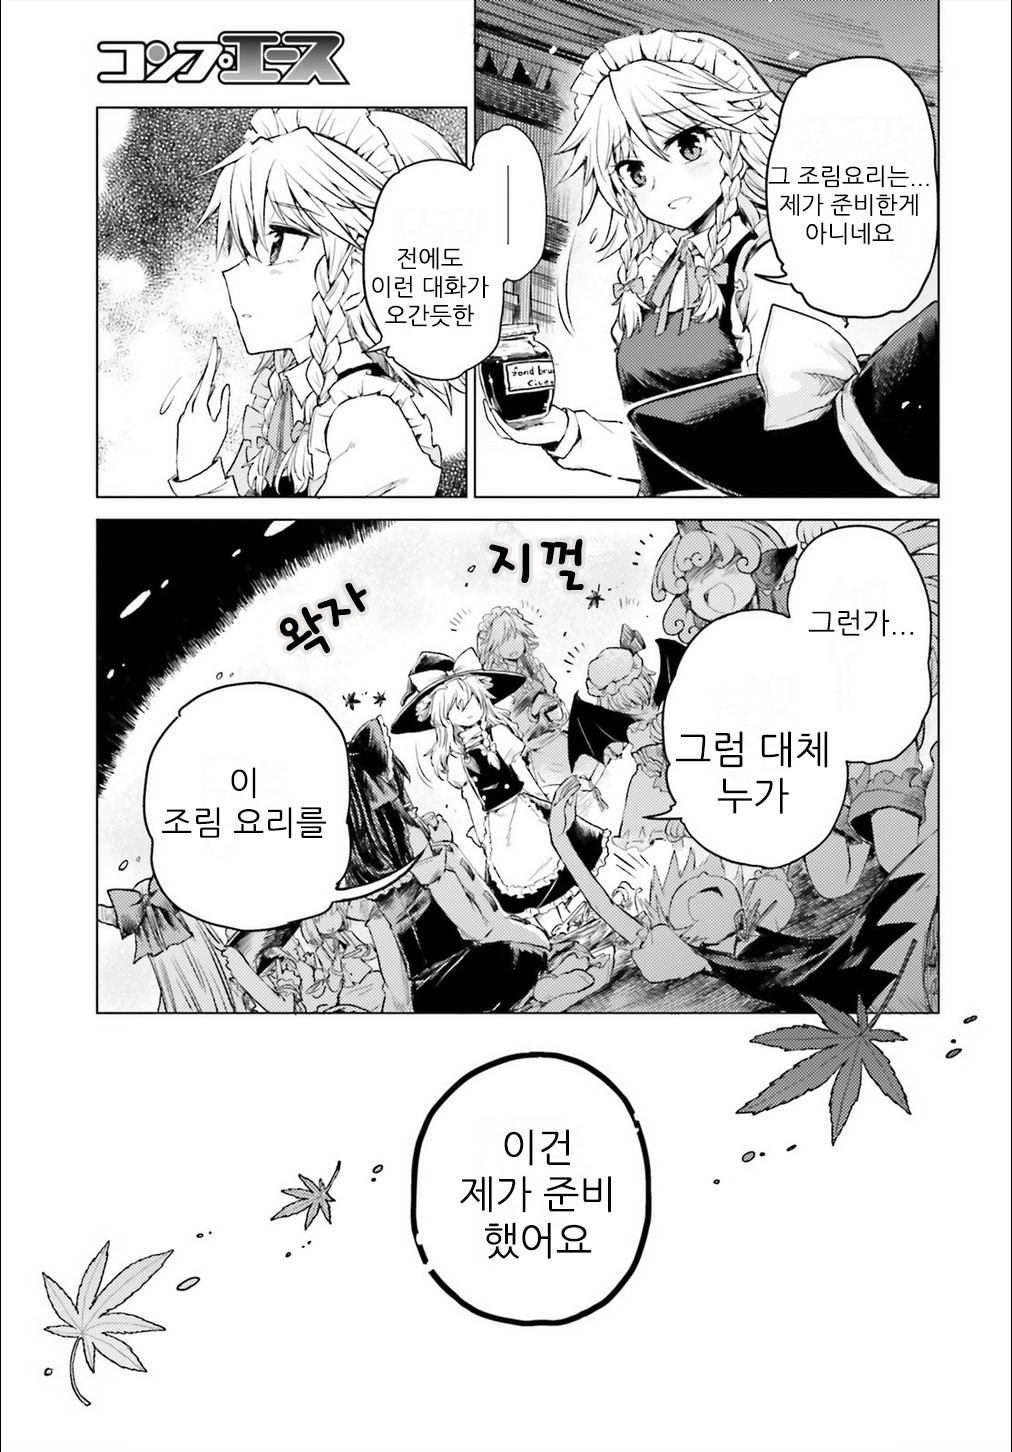 コンプエース
그 조림요리는...
제가 준비한게
아니네요
fond bru
전에도
이런 대화가
오간듯한
왁자
지껄
그런가...
그럼 대체
누가
이
조림 요리를
이건
제가 준비
했어요